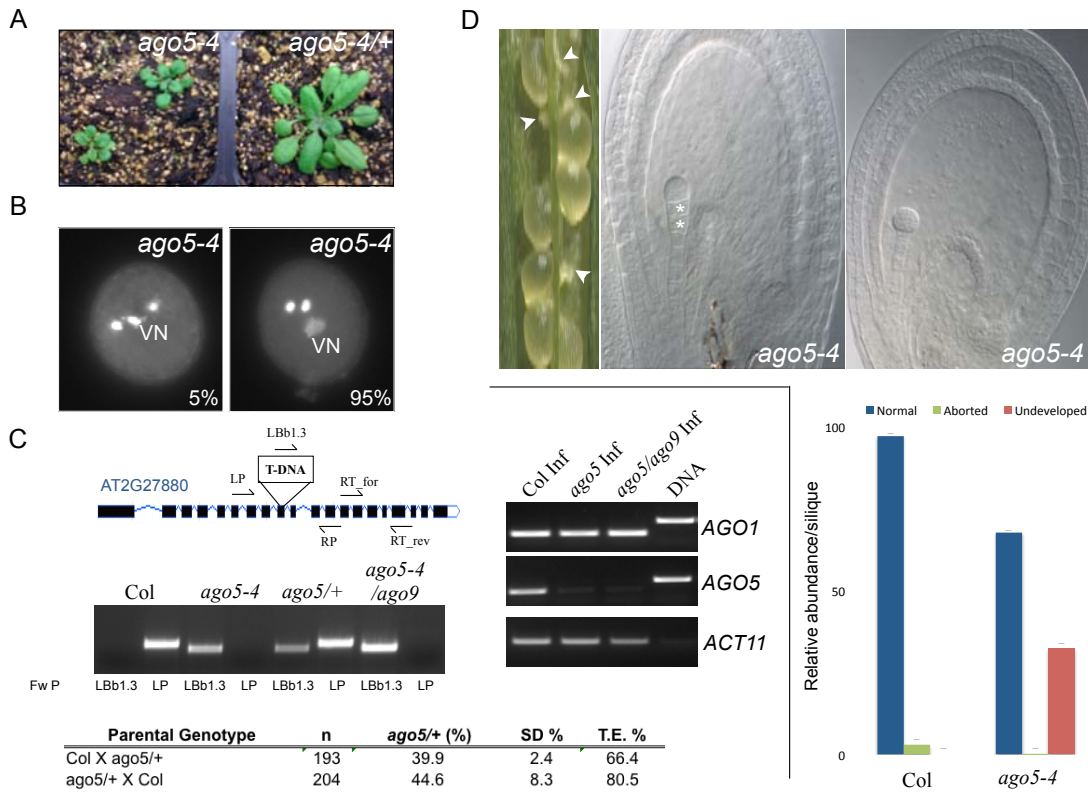 A
ago5-4 ago5-4/+
B
ago5-4
VN
5%
ago5-4
VN
95%
C
LBb1.3
T-DNA
LP
RT_for
AT2G27880
RP
RT_rev
Col ago5-4 ago5/+ ago5-4
/ago9
Fw P LBb1.3 LP LBb1.3 LP LBb1.3 LP LBb1.3 LP
Col Inf ago5 Inf ago5/ago9 Inf DNA
AGO1
AGO5
ACT11
Parental Genotype n ago5/+ (%) SD % T.E. %
Col X ago5/+ 193 39.9 2.4 66.4
ago5/+ X Col 204 44.6 8.3 80.5
D
* *
ago5-4
ago5-4
Normal Aborted Undeveloped
Relative abundance/silique
100
50
0
Col ago5-4